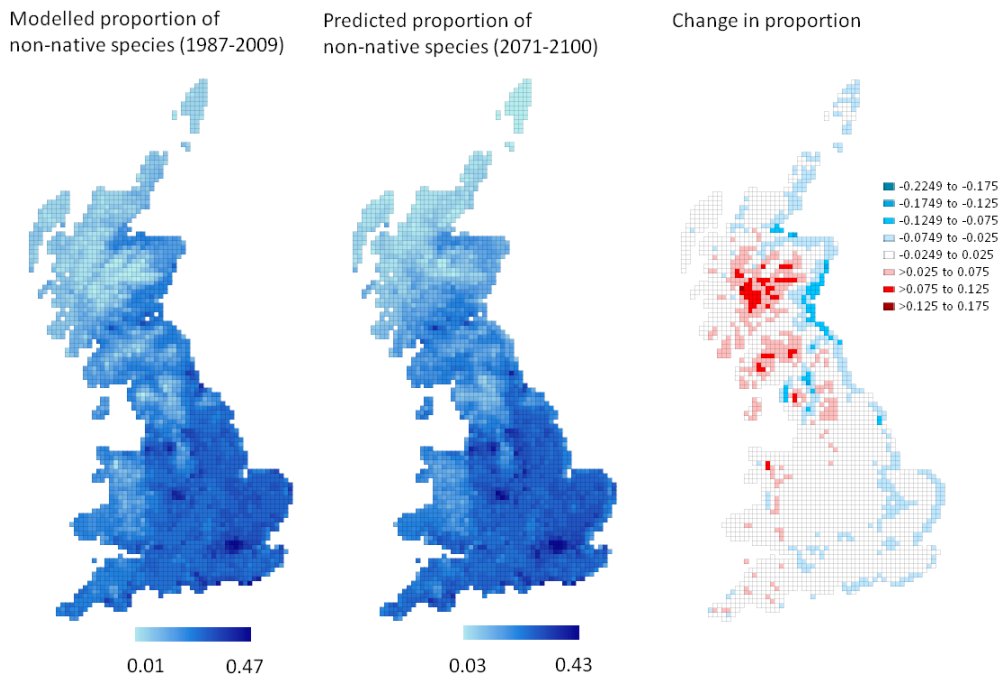 Modelled proportion of
non-native species (1987-2009)
Predicted proportion of
non-native species (2071-2100)
Change in proportion
-0.2249 to -0.175
-0.1749 to -0.125
-0.1249 to -0.075
-0.0749 to -0.025
-0.0249 to 0.025
>0.025 to 0.075
>0.075 to 0.125
>0.125 to 0.175
0.01
0.47
0.03
0.43